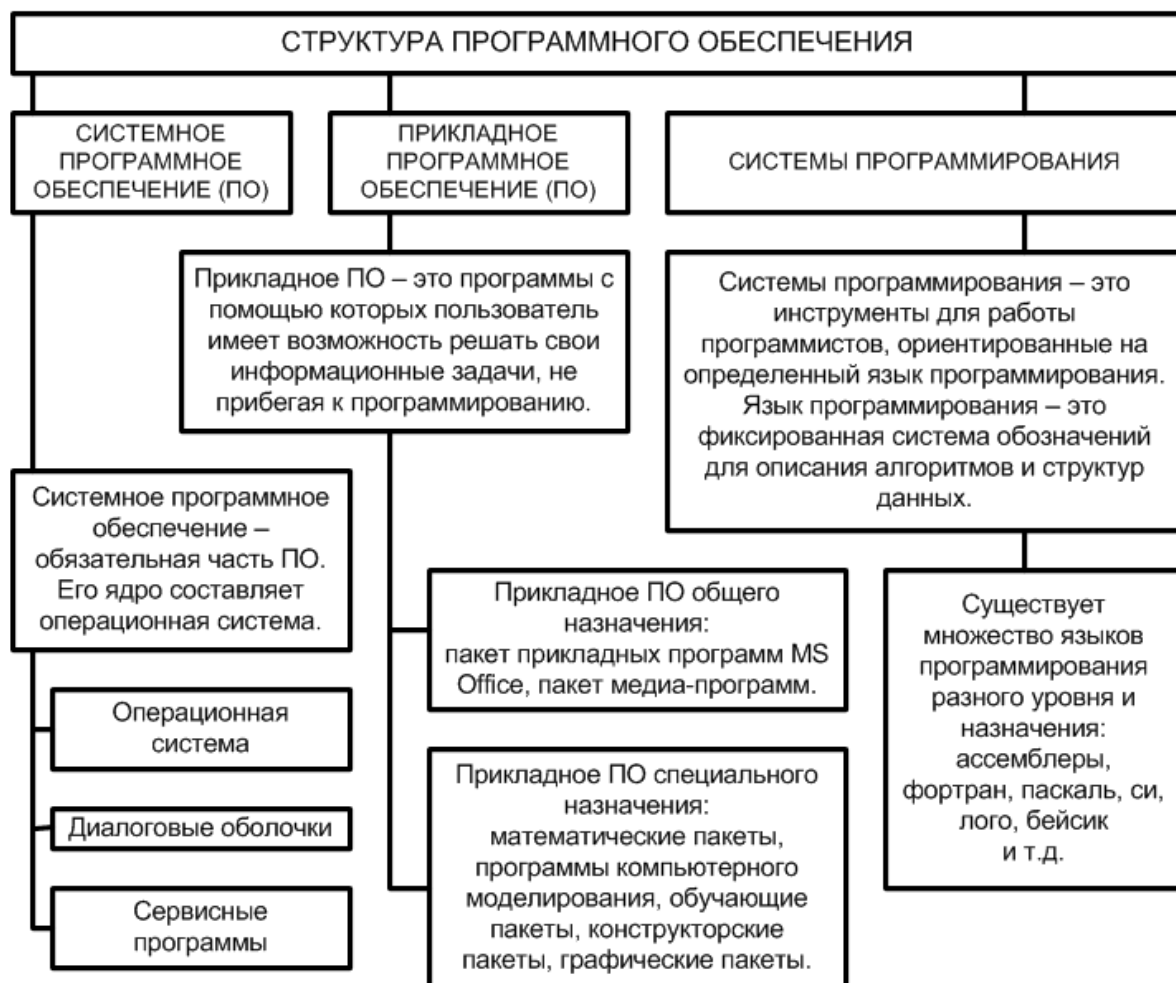 СТРУКТУРА ПРОГРАММНОГО ОБЕСПЕЧЕНИЯ
СИСТЕМНОЕ
ПРОГРАММНОЕ
ОБЕСПЕЧЕНИЕ (ПО)
ПРИКЛАДНОЕ
ПРОГРАММНОЕ
ОБЕСПЕЧЕНИЕ (ПО)
СИСТЕМЫ ПРОГРАММИРОВАНИЯ
Прикладное ПО – это программы с
помощью которых пользователь
имеет возможность решать свои
информационные задачи, не
прибегая к программированию.
Системы программирования – это
инструменты для работы
программистов, ориентированные на
определенный язык программирования.
Язык программирования – это
фиксированная система обозначений
для описания алгоритмов и структур
данных.
Системное программное
обеспечение –
обязательная часть ПО.
Его ядро составляет
операционная система.
Операционная
система
Диалоговые оболочки
Сервисные
программы
Прикладное ПО общего
назначения:
пакет прикладных программ MS
Office, пакет медиа-программ.
Прикладное ПО специального
назначения:
математические пакеты,
программы компьютерного
моделирования, обучающие
пакеты, конструкторские
пакеты, графические пакеты.
Существует
множество языков
программирования
разного уровня и
назначения:
ассемблеры,
фортран, паскаль, си,
лого, бейсик
и т.д.